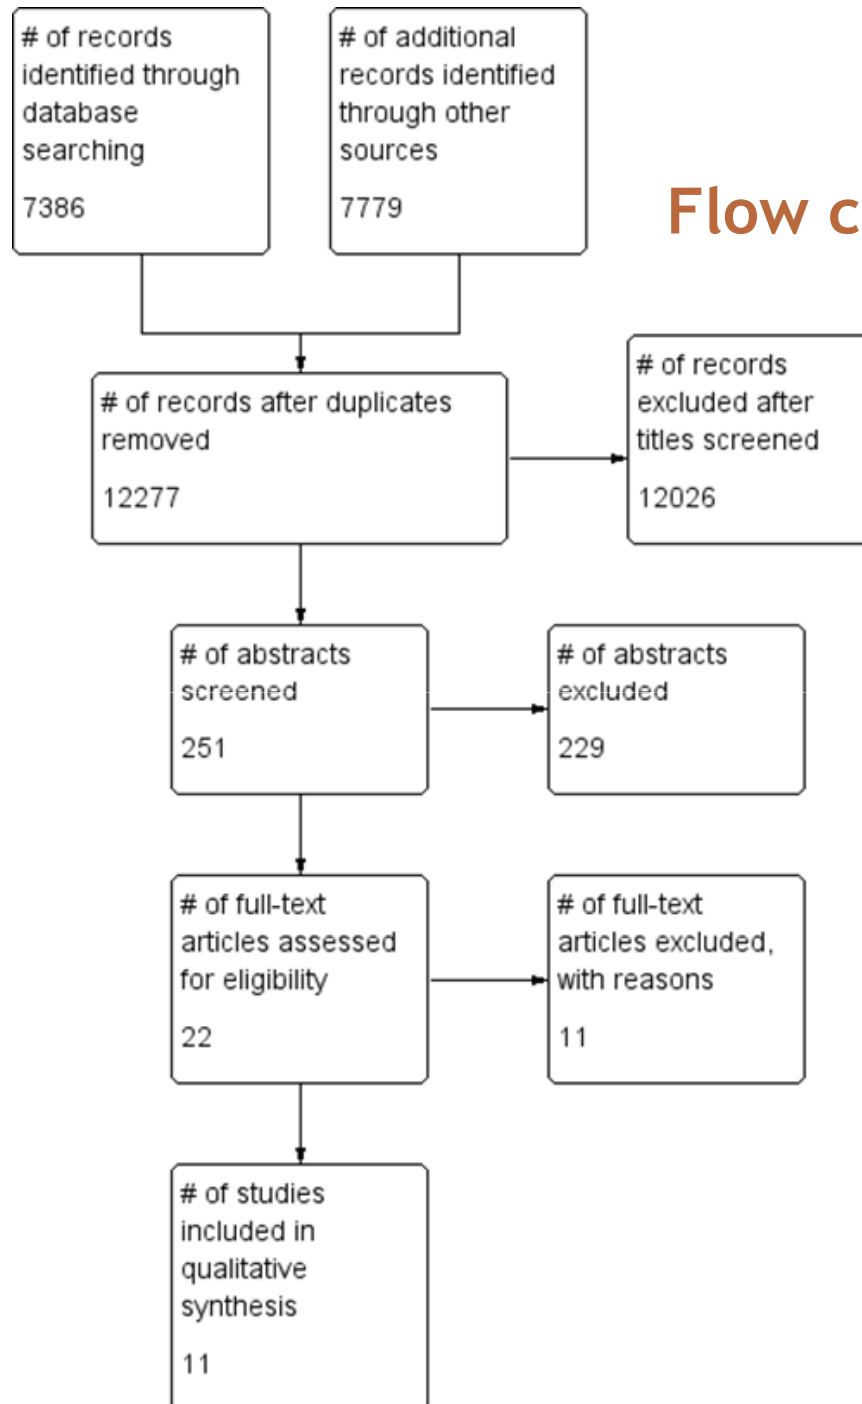 # of records
identified through
database
searching
7386
# of additional
records identified
through other
sources
7779
Flow c
# of records after duplicates
removed
12277
# of records
excluded after
titles screened
12026
# of abstracts
screened
251
# of abstracts
excluded
229
# of full-text
articles assessed
for eligibility
22
# of full-text
articles excluded,
with reasons
11
# of studies
included in
qualitative
synthesis
11